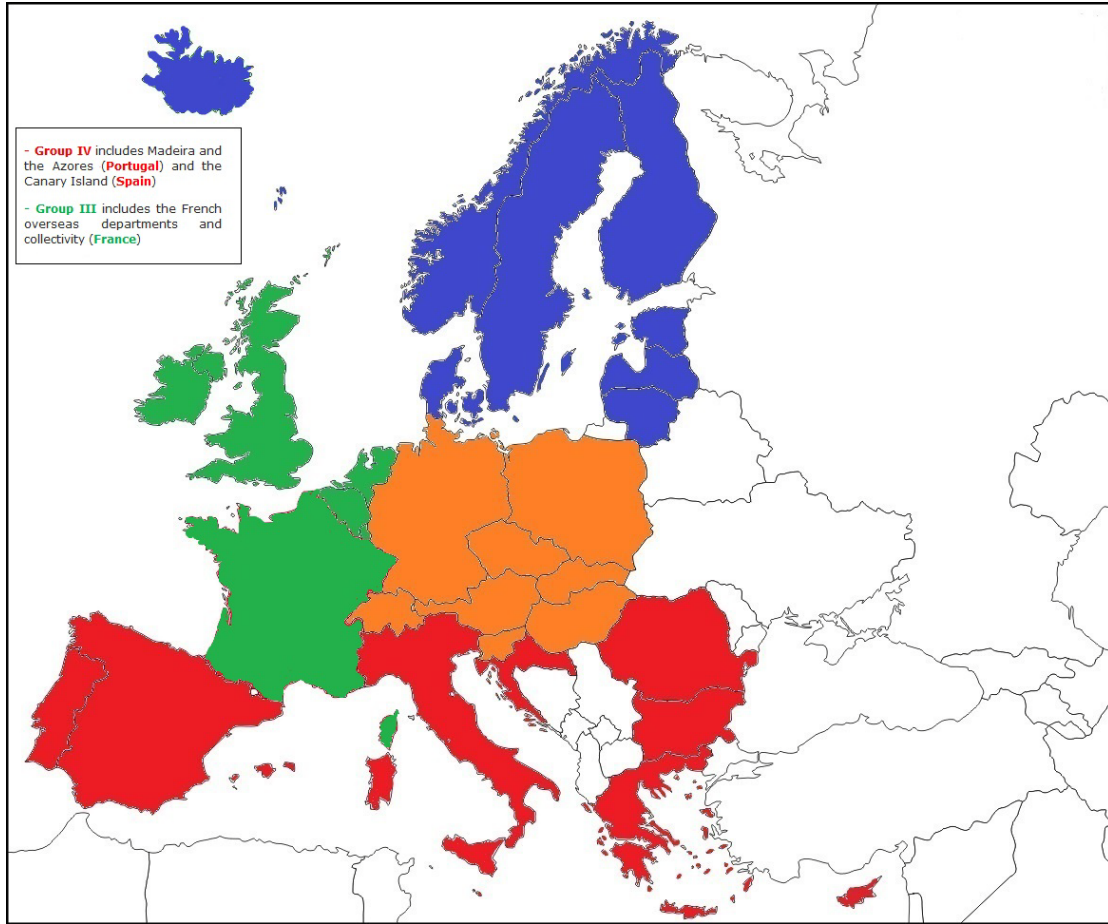 - Group IV includes Madeira and
the Azores (Portugal) and the
Canary Island (Spain)
- Group III includes the French
overseas departments and
collectivity (France)